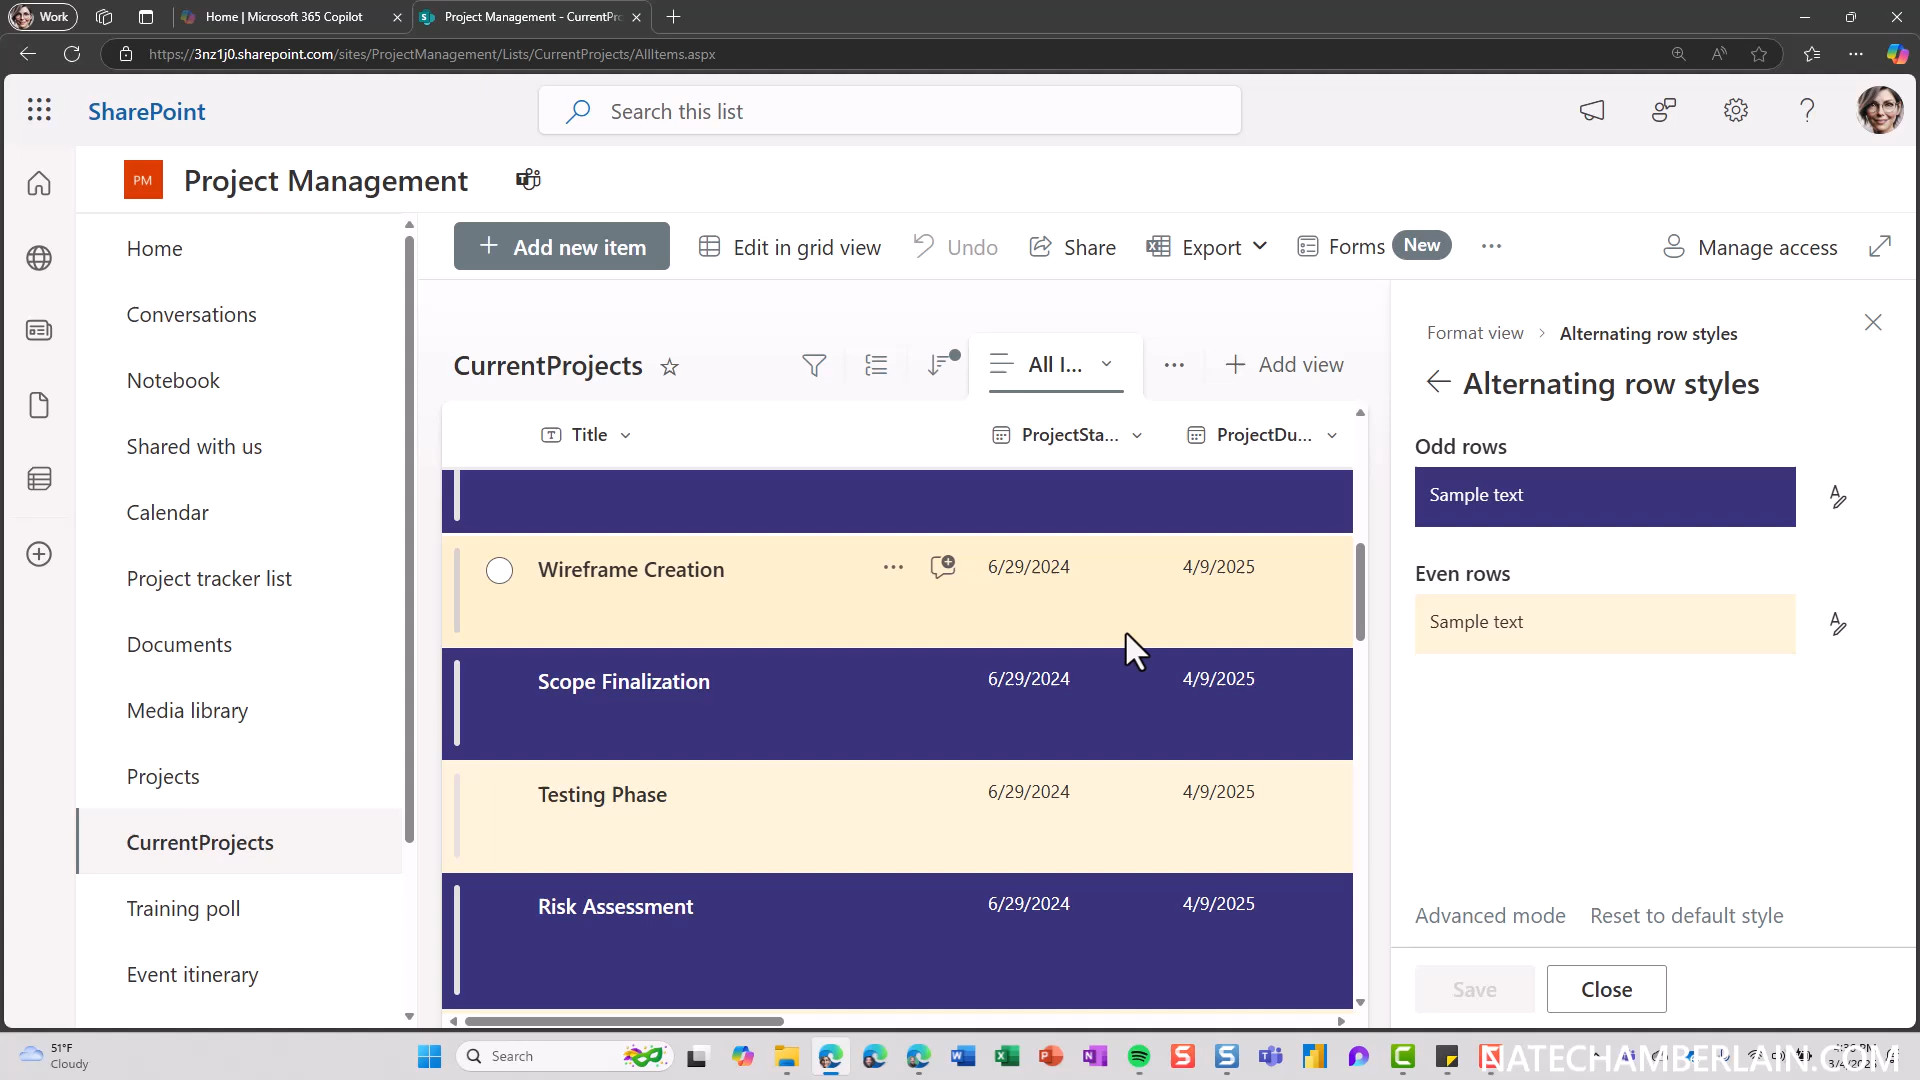 Work
Home | Microsoft 365 Copilot
Project Management - CurrentPro
https://3nz1j0.sharepoint.com/sites/ProjectManagement/Lists/CurrentProjects/AllItems.aspx
SharePoint
Search this list
PM
Project Management
Home
Conversations
Notebook
Shared with us
Calendar
Project tracker list
Documents
Media library
Projects
CurrentProjects
Training poll
Event itinerary
Add new item
Edit in grid view
Undo
Share
Export
Forms
New
Manage access
CurrentProjects
All I...
Add view
Title
ProjectSta...
ProjectDu...
Wireframe Creation
6/29/2024
4/9/2025
Scope Finalization
6/29/2024
4/9/2025
Testing Phase
6/29/2024
4/9/2025
Risk Assessment
6/29/2024
4/9/2025
Format view > Alternating row styles
Alternating row styles
Odd rows
Sample text
Even rows
Sample text
Advanced mode
Reset to default style
Save
Close
51°F
Cloudy
Search
NATECHAMBERLAIN.COM